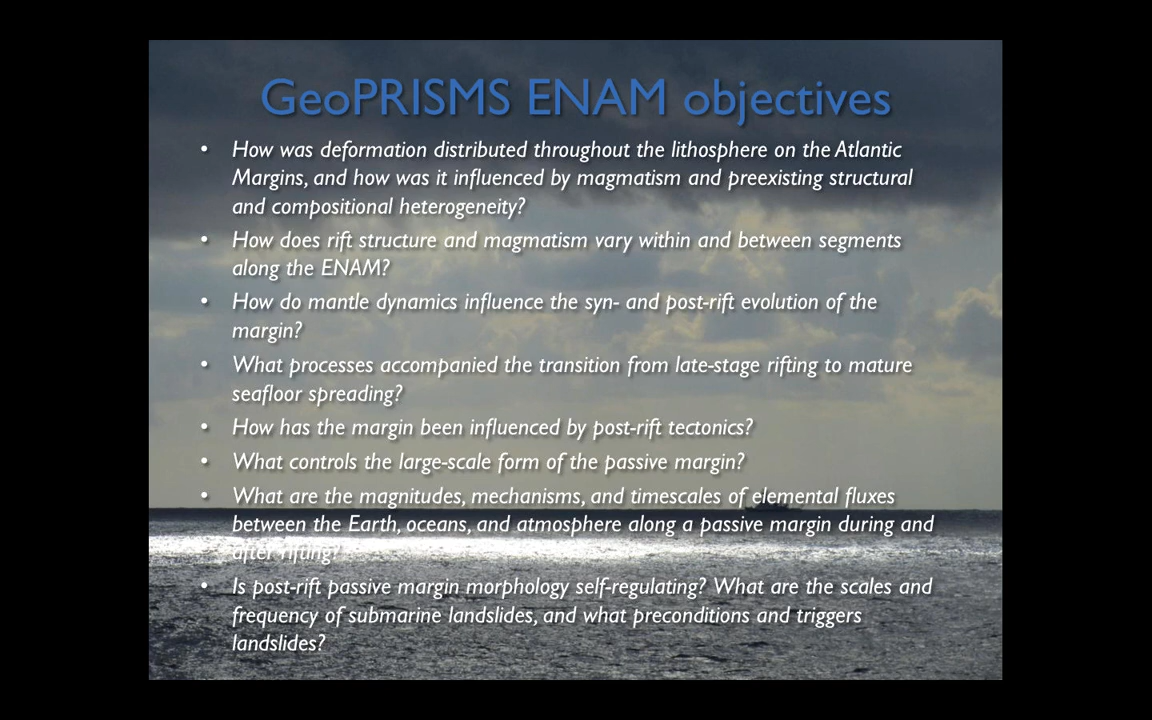 GeoPRISMS ENAM objectives
• How was deformation distributed throughout the lithosphere on the Atlantic
Margins, and how was it influenced by magmatism and preexisting structural
and compositional heterogeneity?
• How does rift structure and magmatism vary within and between segments
along the ENAM?
• How do mantle dynamics influence the syn- and post-rift evolution of the
margin?
• What processes accompanied the transition from late-stage rifting to mature
seafloor spreading?
• How has the margin been influenced by post-rift tectonics?
• What controls the large-scale form of the passive margin?
• What are the magnitudes, mechanisms, and timescales of elemental fluxes
between the Earth, oceans, and atmosphere along a passive margin during and
after rifting?
• Is post-rift passive margin morphology self-regulating? What are the scales and
frequency of submarine landslides, and what preconditions and triggers
landslides?